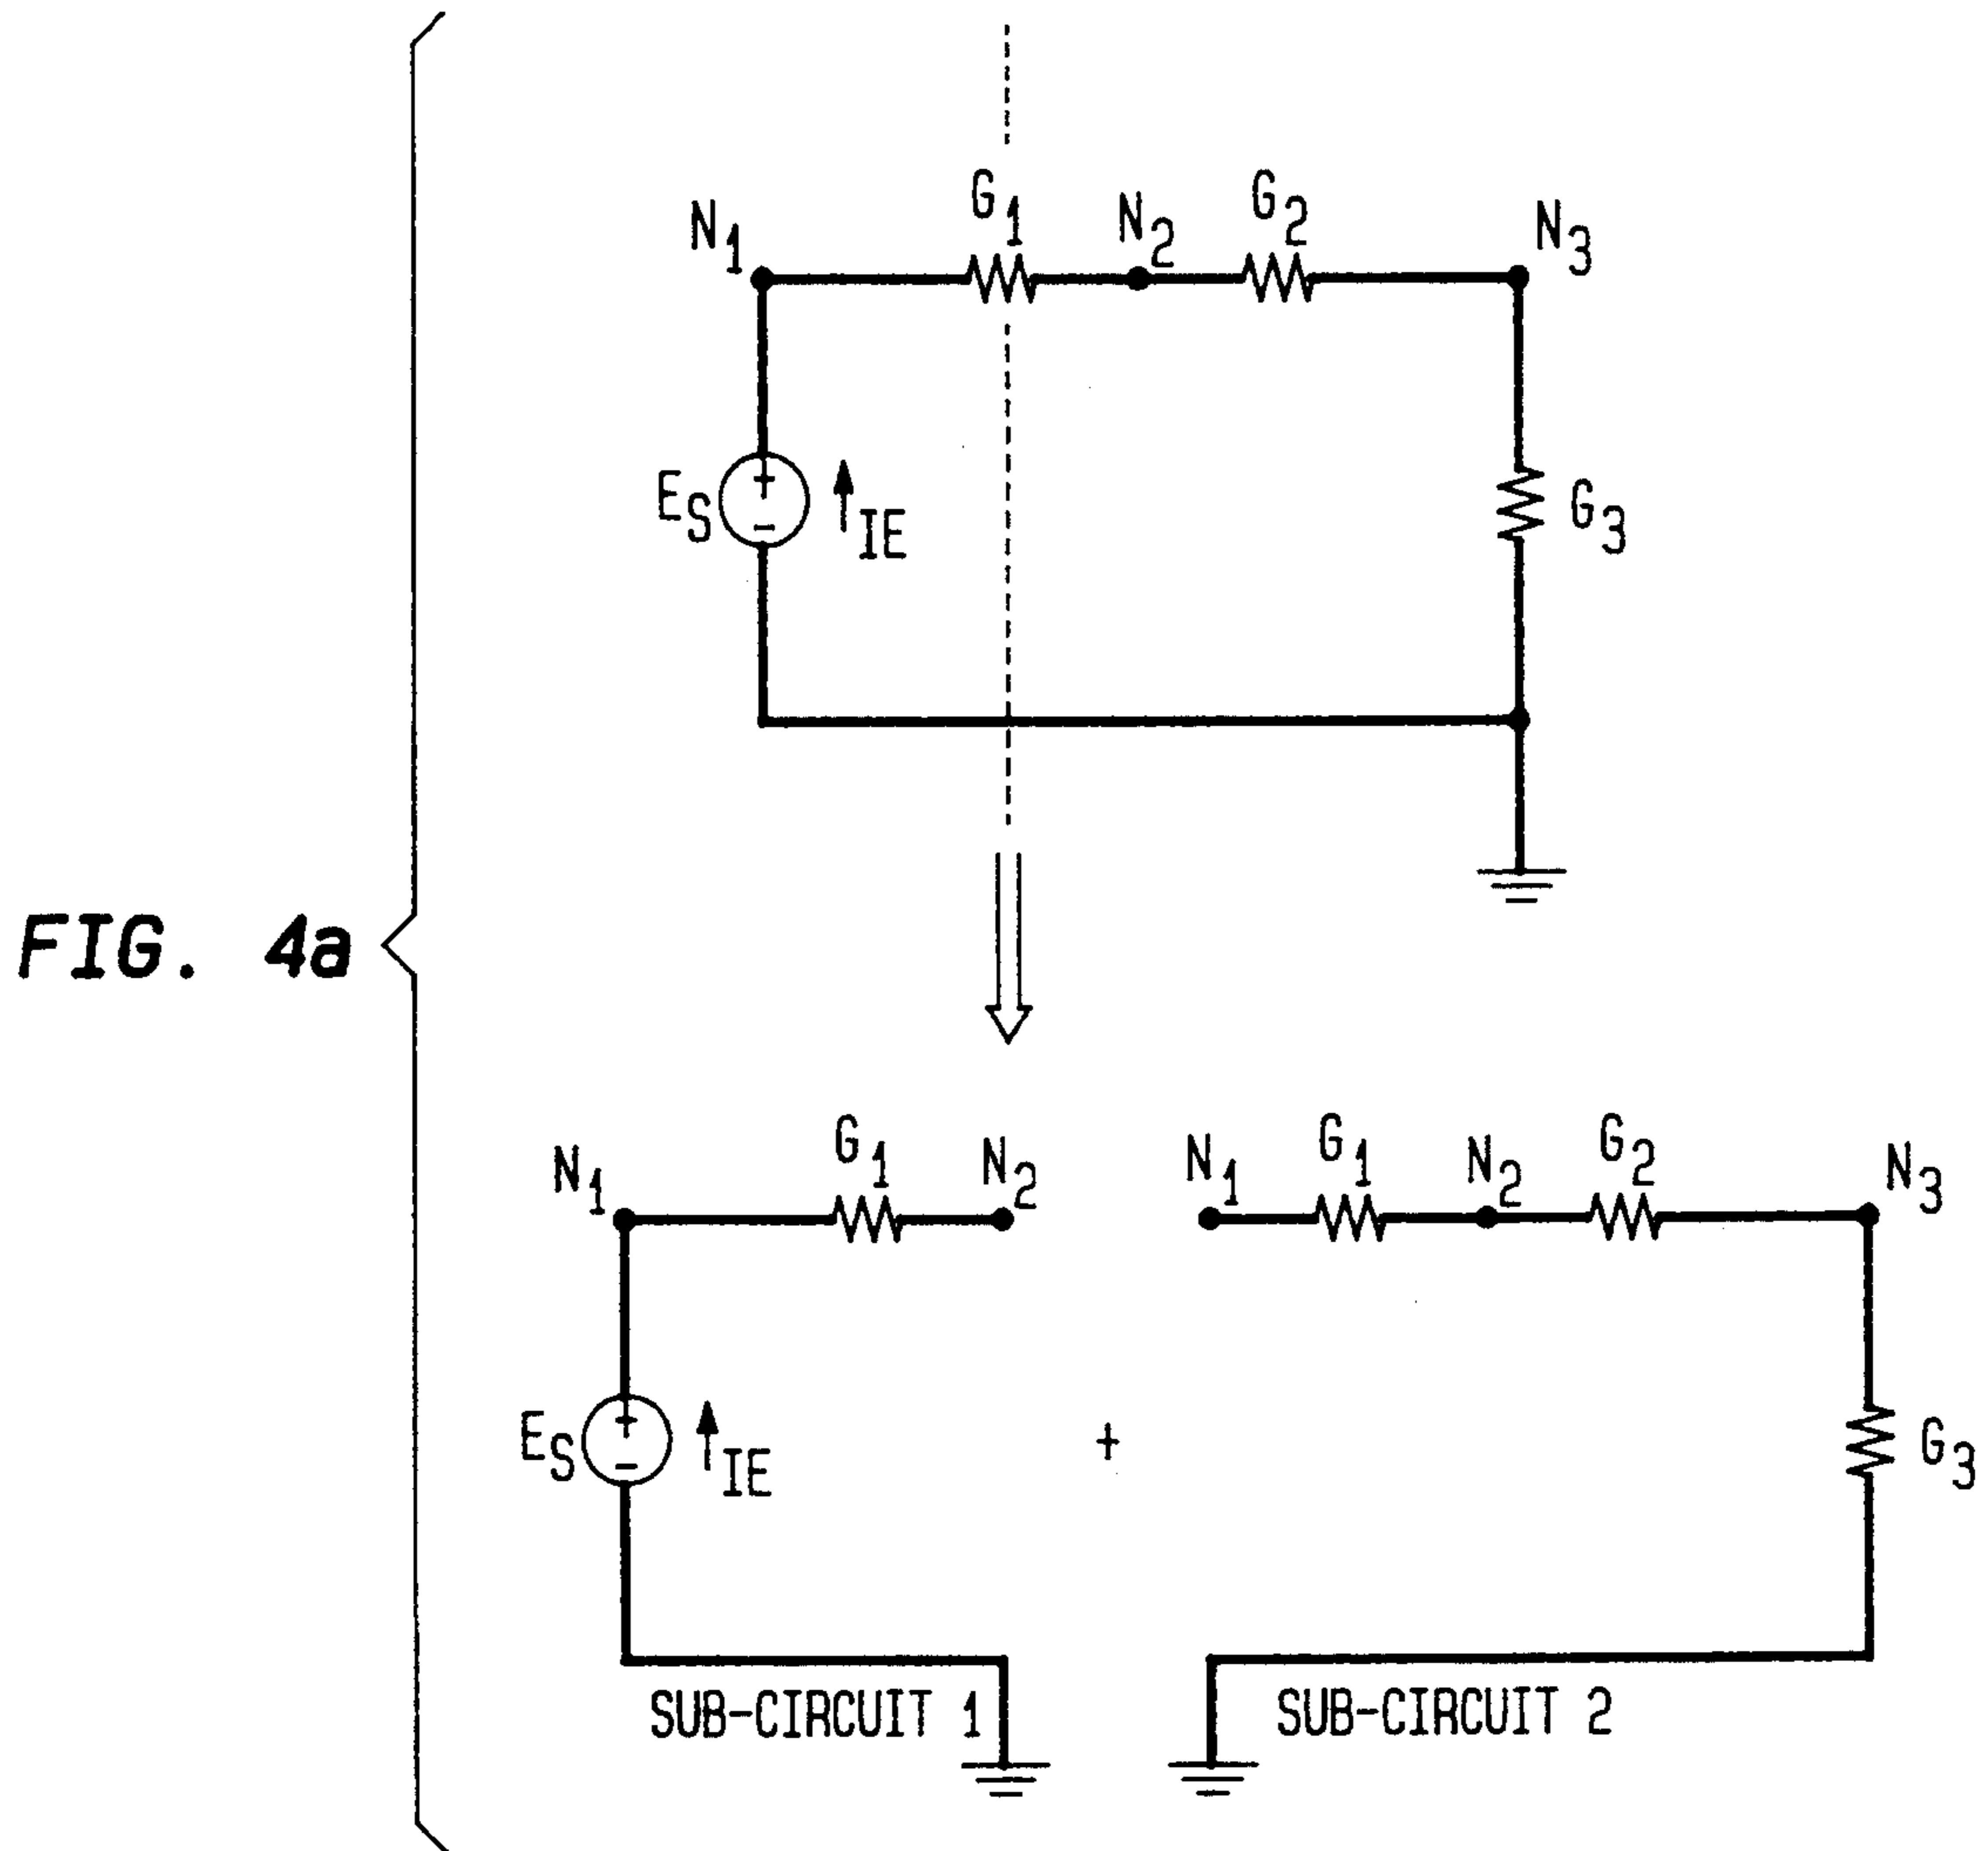 G1
N1 N2 G2 N3
ES + - IE G3
FIG. 4a
N1 G1 N2 N1 G1 N2 G2 N3
ES + - IE + G3
SUB-CIRCUIT 1 SUB-CIRCUIT 2